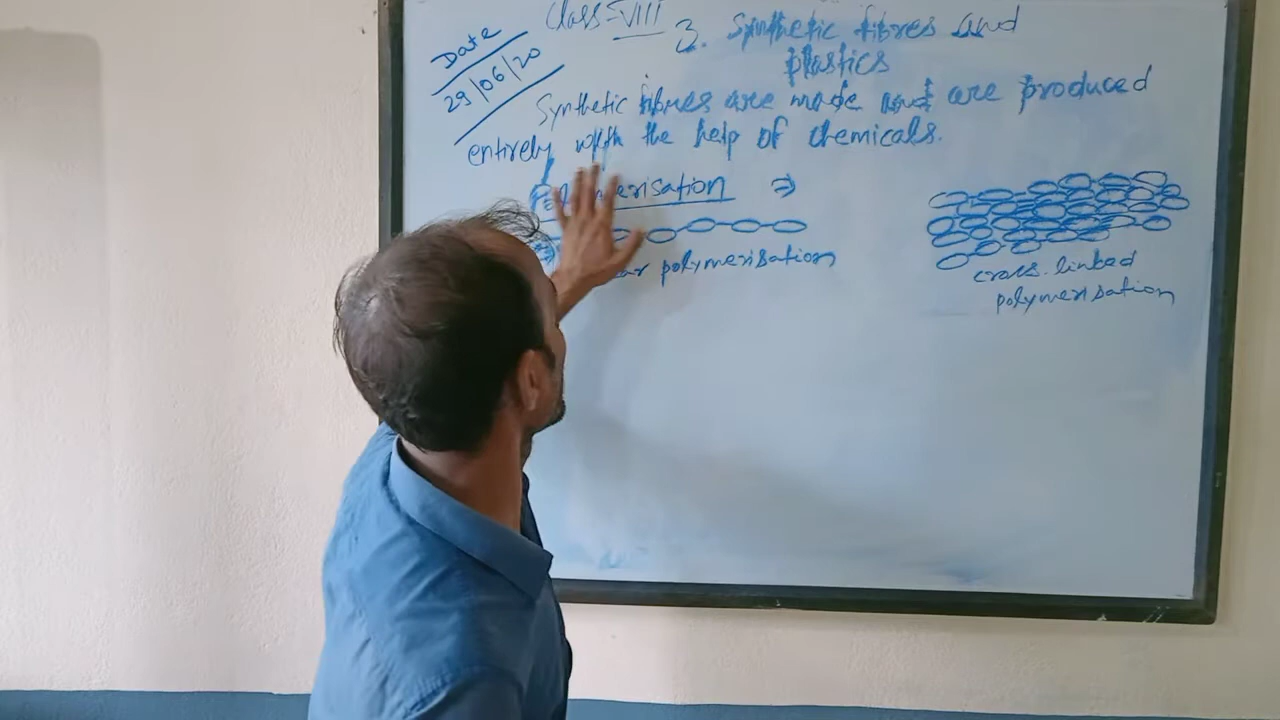 Class-VIII
3. Synthetic fibres and
plastics
Date
29/06/20
Synthetic fibres are made and are produced
entirely with the help of chemicals.
polymerisation
cross-linked
polymerisation